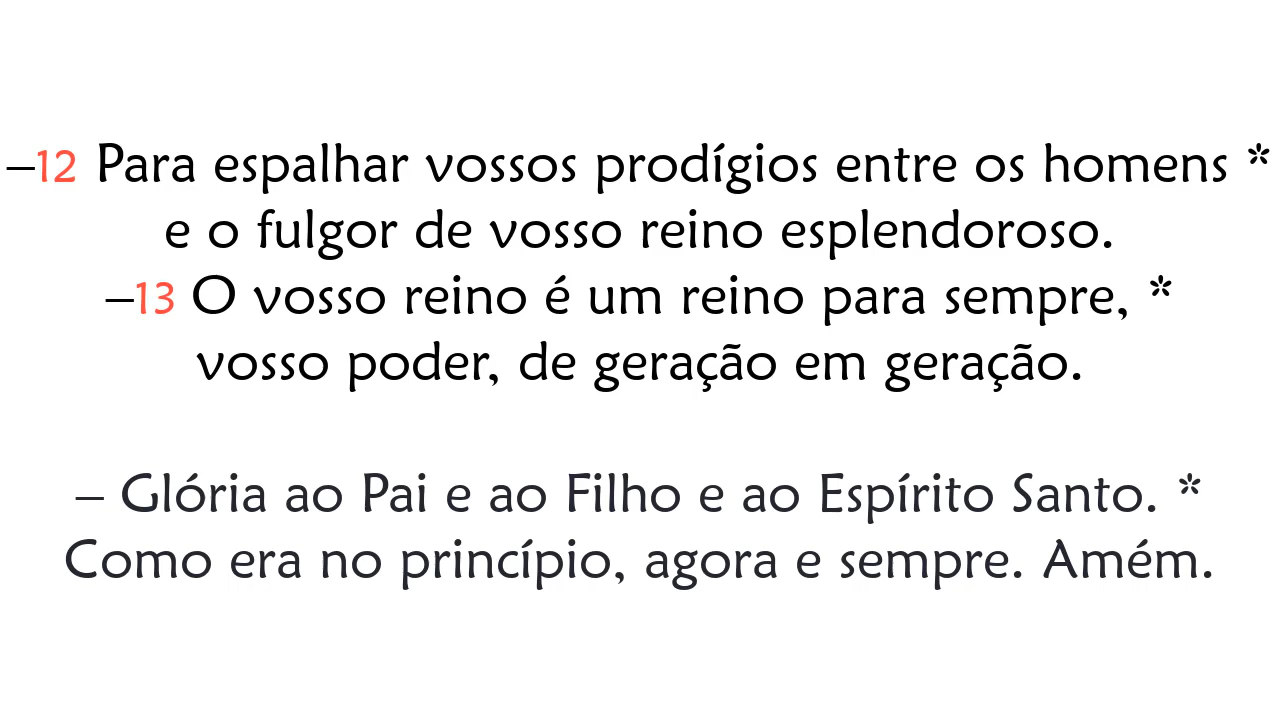 –12 Para espalhar vossos prodígios entre os homens *
e o fulgor de vosso reino esplendoroso.
–13 O vosso reino é um reino para sempre, *
vosso poder, de geração em geração.
– Glória ao Pai e ao Filho e ao Espírito Santo. *
Como era no princípio, agora e sempre. Amém.